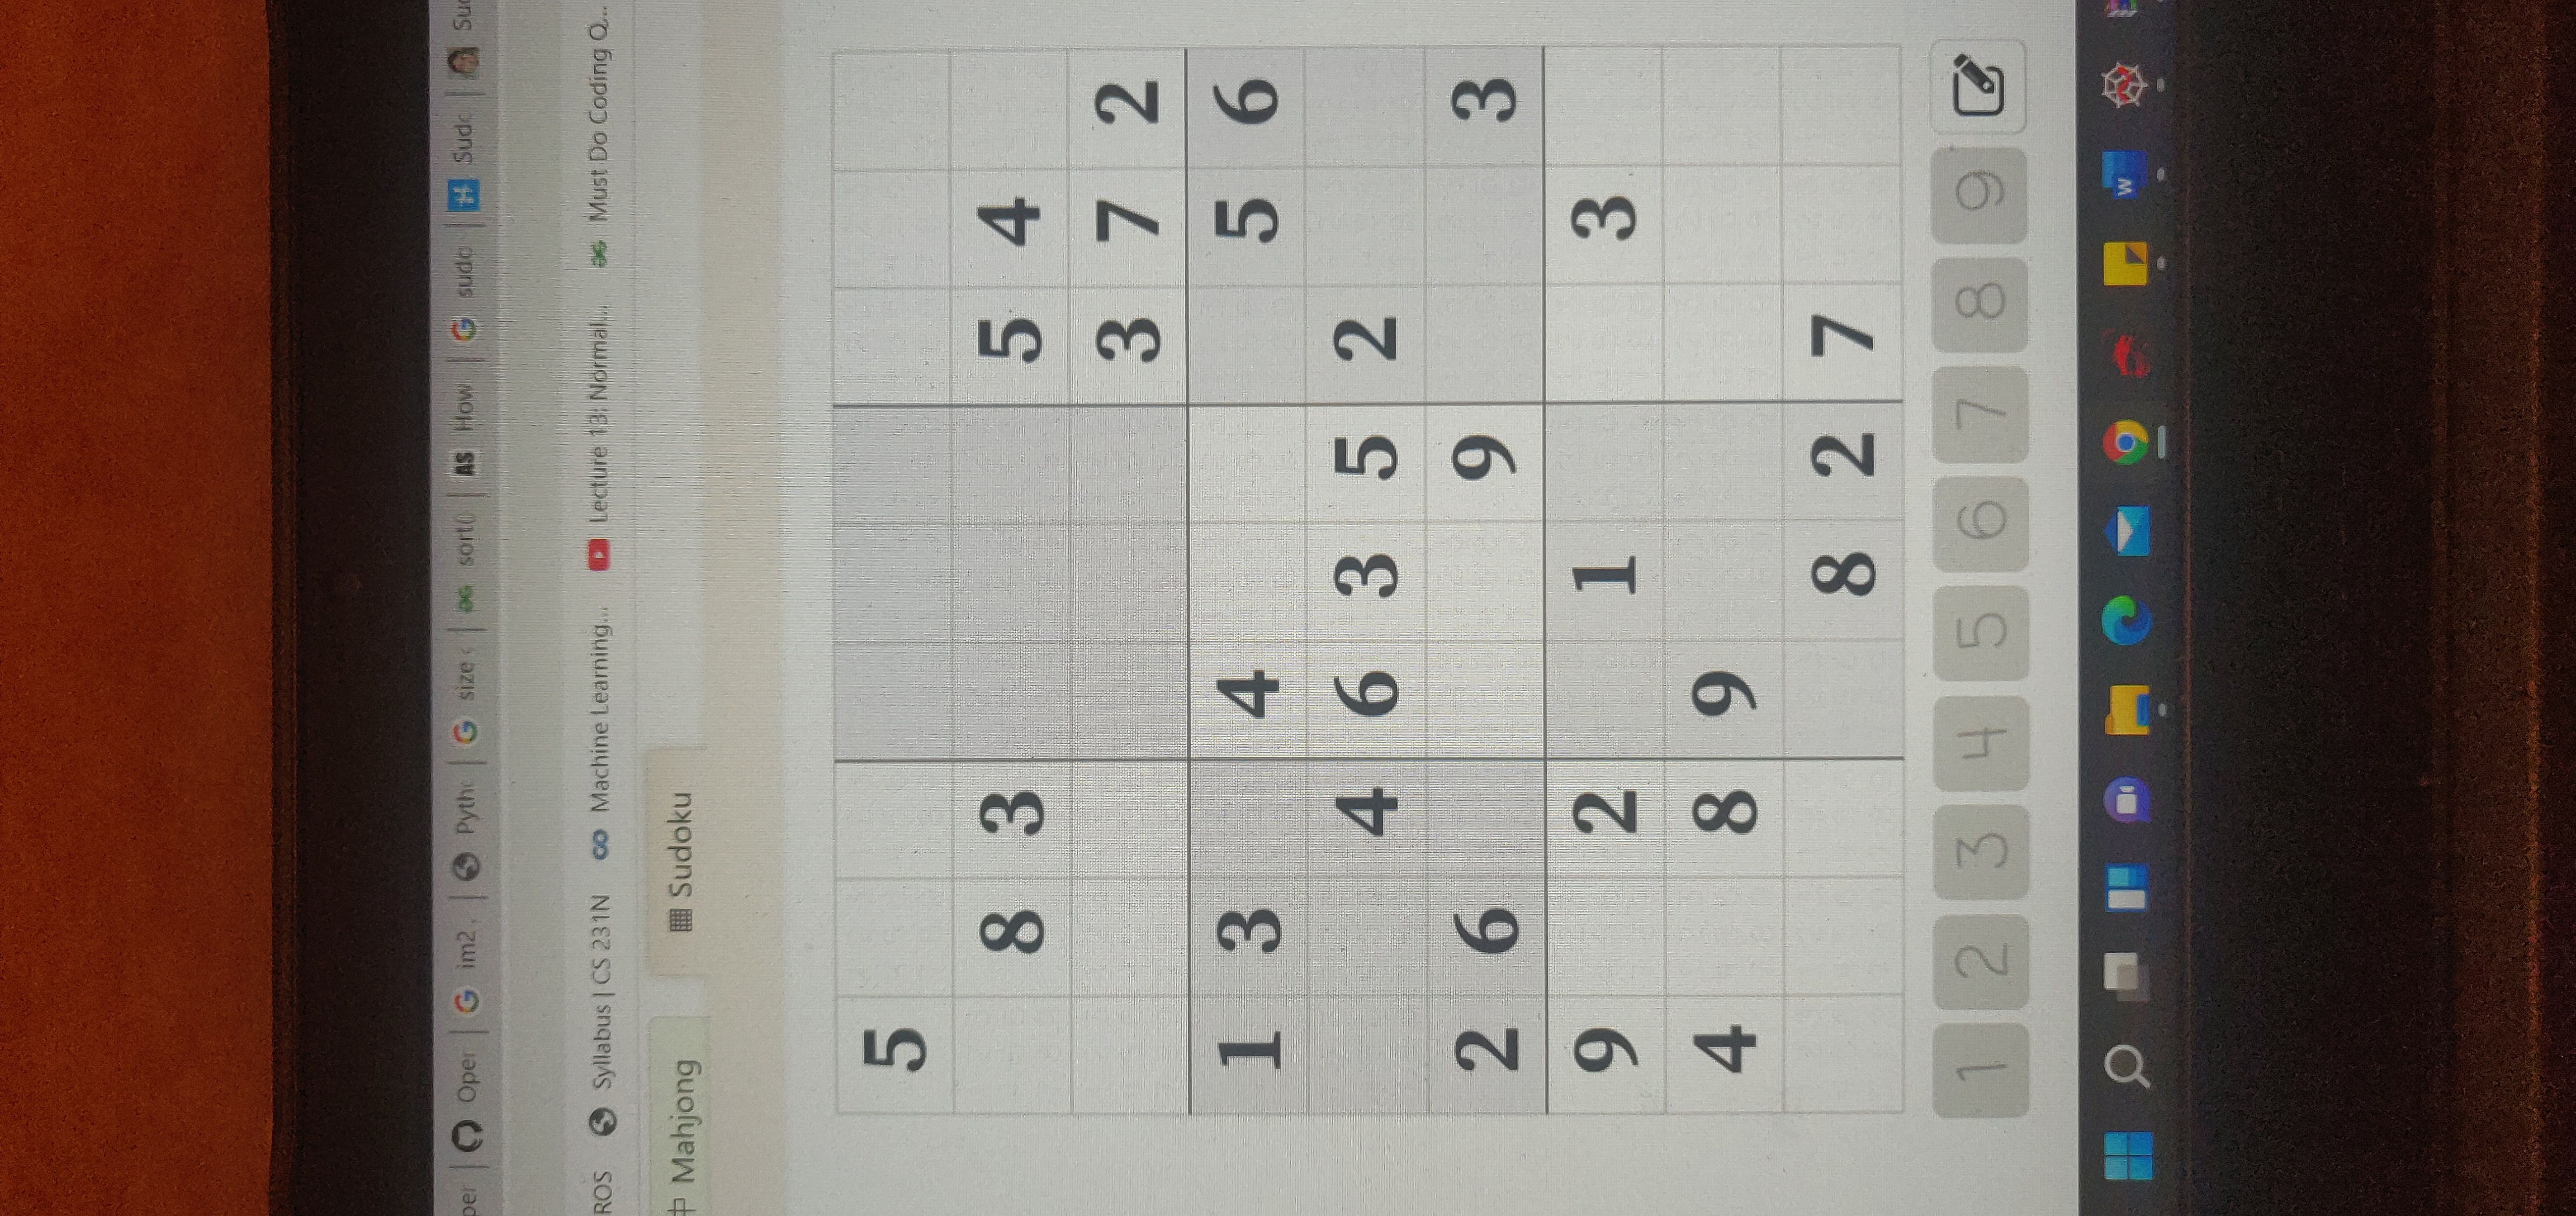 per Oper im2 . Pyth size sort() AS How sudo Sudc Su
ROS Syllabus | CS 231N Machine Learning... Lecture 13: Normal... Must Do Coding Q...
中 Mahjong Sudoku
5
8 3 5 4
3 7 2
1 3 4 5 6
4 6 3 5 2
2 6 9 3
9 2 1 3
4 8 9
8 2 7
1 2 3 4 5 6 7 8 9
W